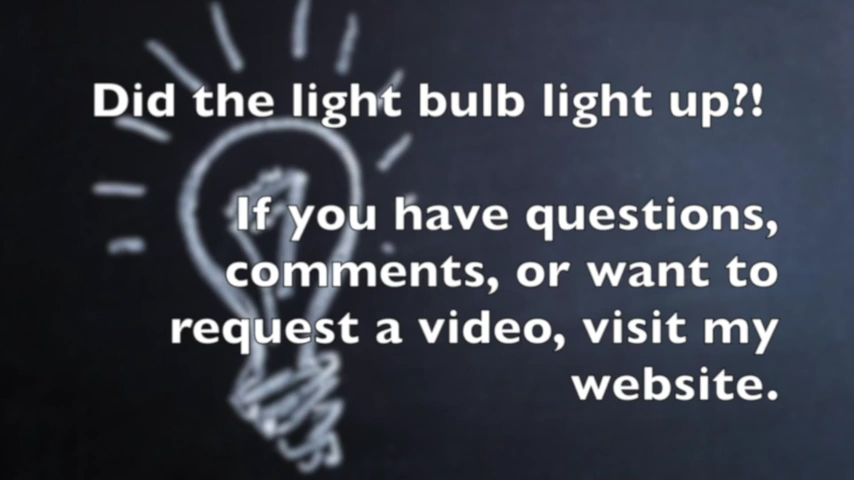 Did the light bulb light up?!
If you have questions,
comments, or want to
request a video, visit my
website.